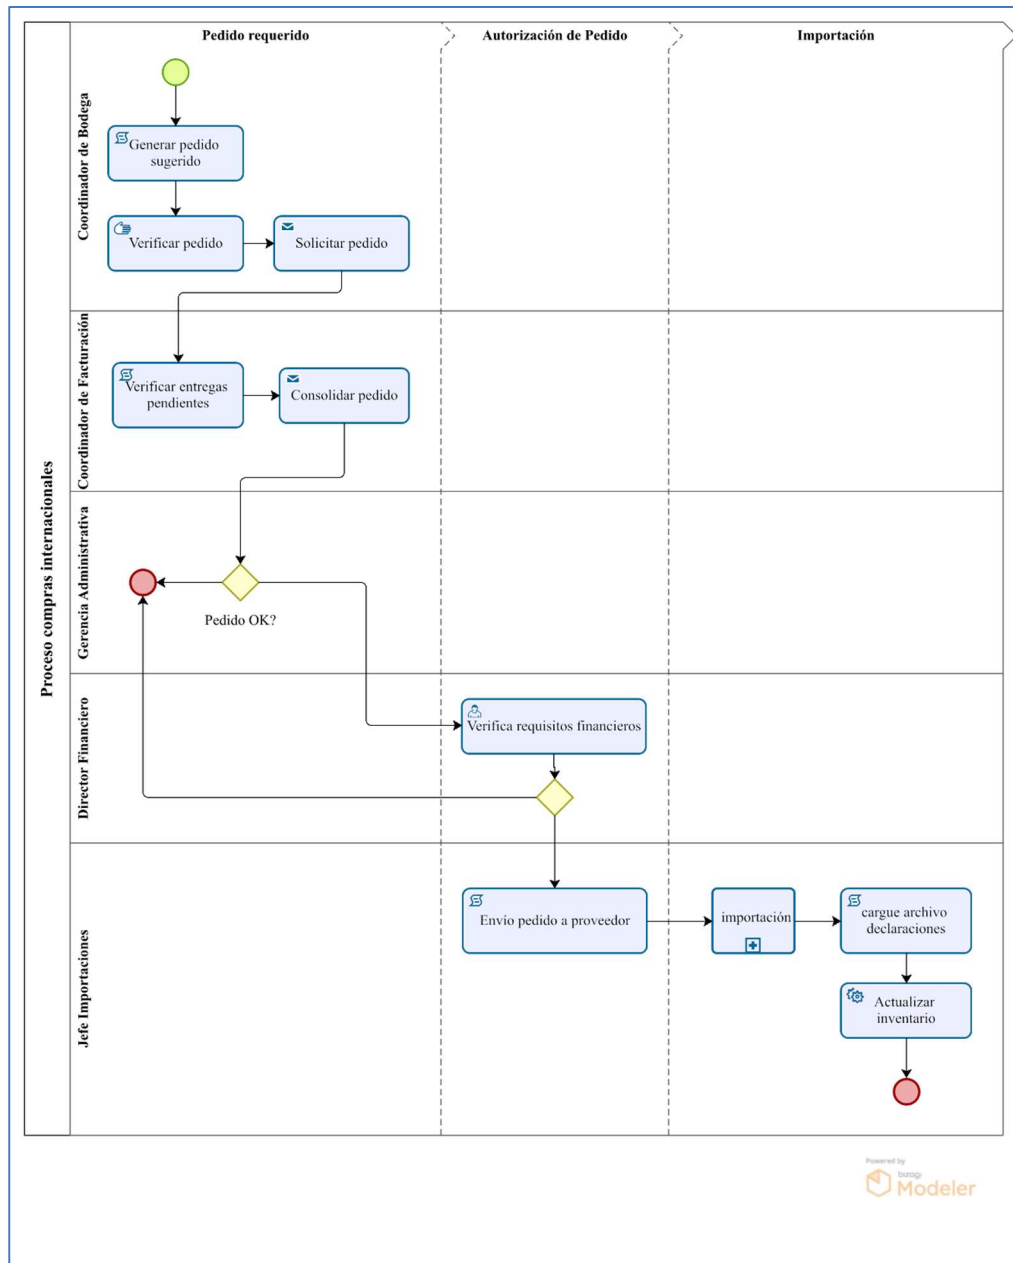 Pedido requerido
Autorización de Pedido
Importación
Proceso compras internacionales
Coordinador de Bodega
Generar pedido
sugerido
Verificar pedido
Solicitar pedido
Coordinador de Facturación
Verificar entregas
pendientes
Consolidar pedido
Gerencia Administrativa
Pedido OK?
Director Financiero
Verifica requisitos financieros
Jefe Importaciones
Envío pedido a proveedor
importación
cargue archivo
declaraciones
Actualizar
inventario
Powered by
bizagi
Modeler